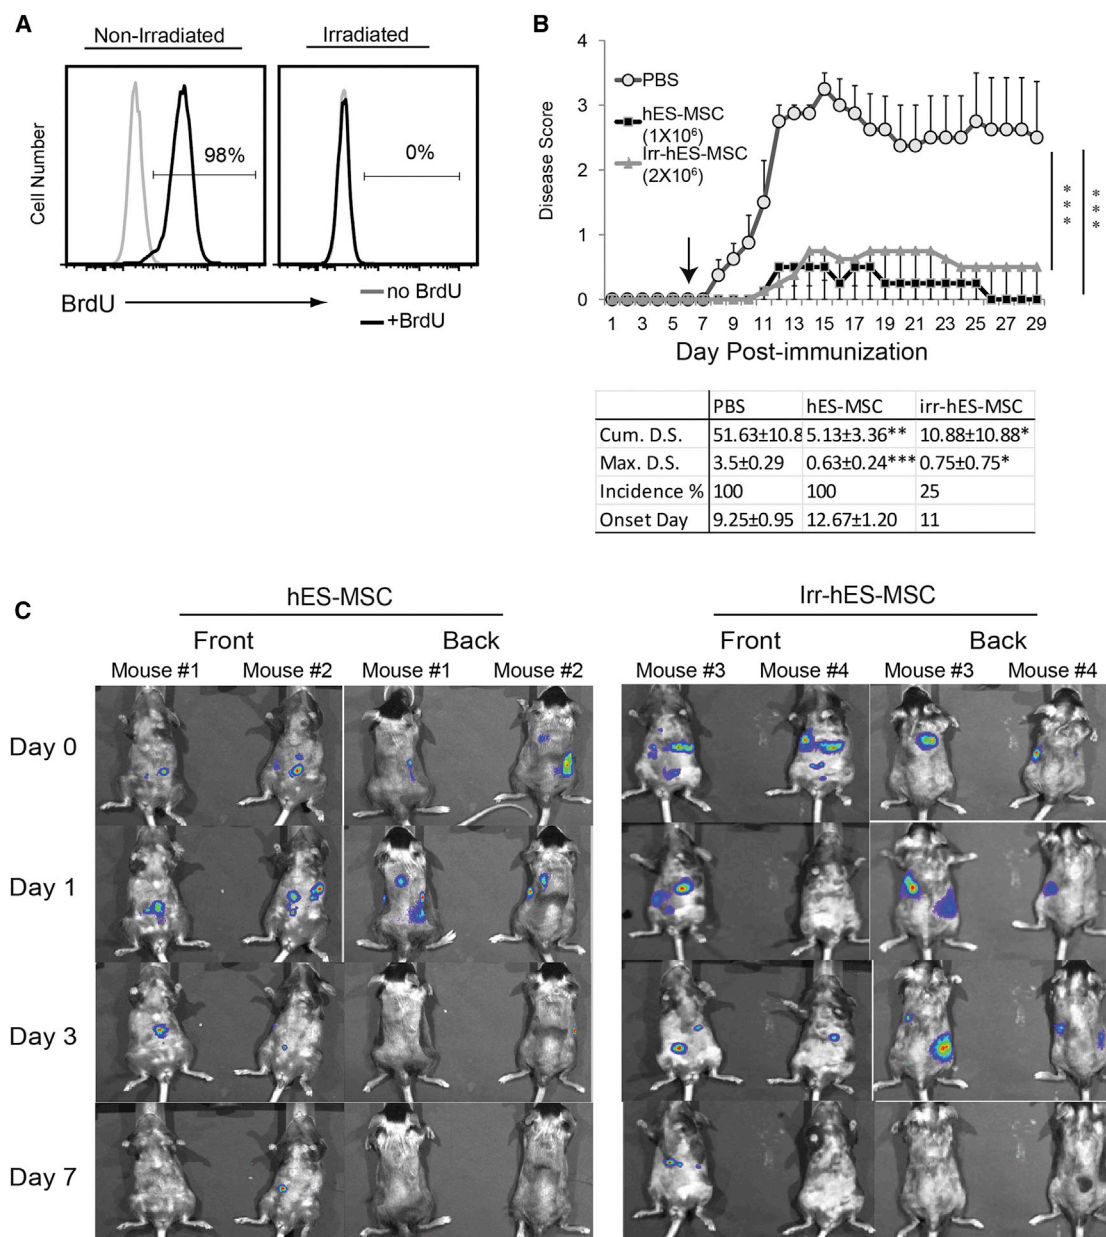 A
Non-Irradiated
Irradiated
Cell Number
98%
0%
BrdU
no BrdU
+BrdU
B
Disease Score
4
3
2
1
0
PBS
hES-MSC
(1X10⁶)
Irr-hES-MSC
(2X10⁶)
***
***
1 3 5 7 9 11 13 15 17 19 21 23 25 27 29
Day Post-immunization
PBS hES-MSC irr-hES-MSC
Cum. D.S. 51.63±10.8 5.13±3.36** 10.88±10.88*
Max. D.S. 3.5±0.29 0.63±0.24*** 0.75±0.75*
Incidence % 100 100 25
Onset Day 9.25±0.95 12.67±1.20 11
C
hES-MSC Irr-hES-MSC
Front Back Front Back
Mouse #1 Mouse #2 Mouse #1 Mouse #2 Mouse #3 Mouse #4 Mouse #3 Mouse #4
Day 0
Day 1
Day 3
Day 7